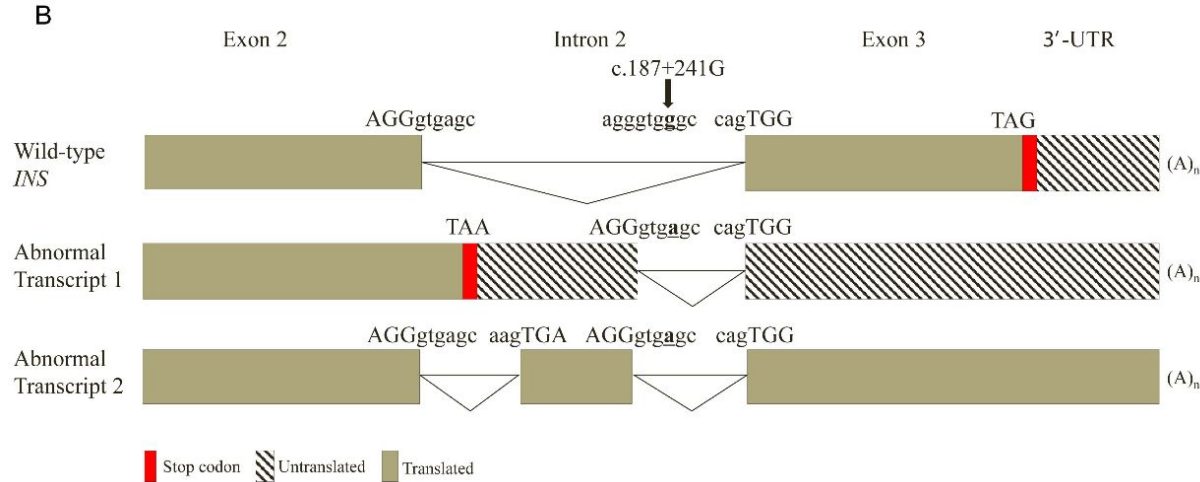 B
Exon 2 Intron 2 Exon 3 3′-UTR
c.187+241G
AGGgtgagc agggtgggc cagTGG TAG
Wild-type
INS
(A)n
TAA AGGgtgagc cagTGG
Abnormal
Transcript 1
(A)n
AGGgtgagc aagTGA AGGgtgagc cagTGG
Abnormal
Transcript 2
(A)n
Stop codon Untranslated Translated